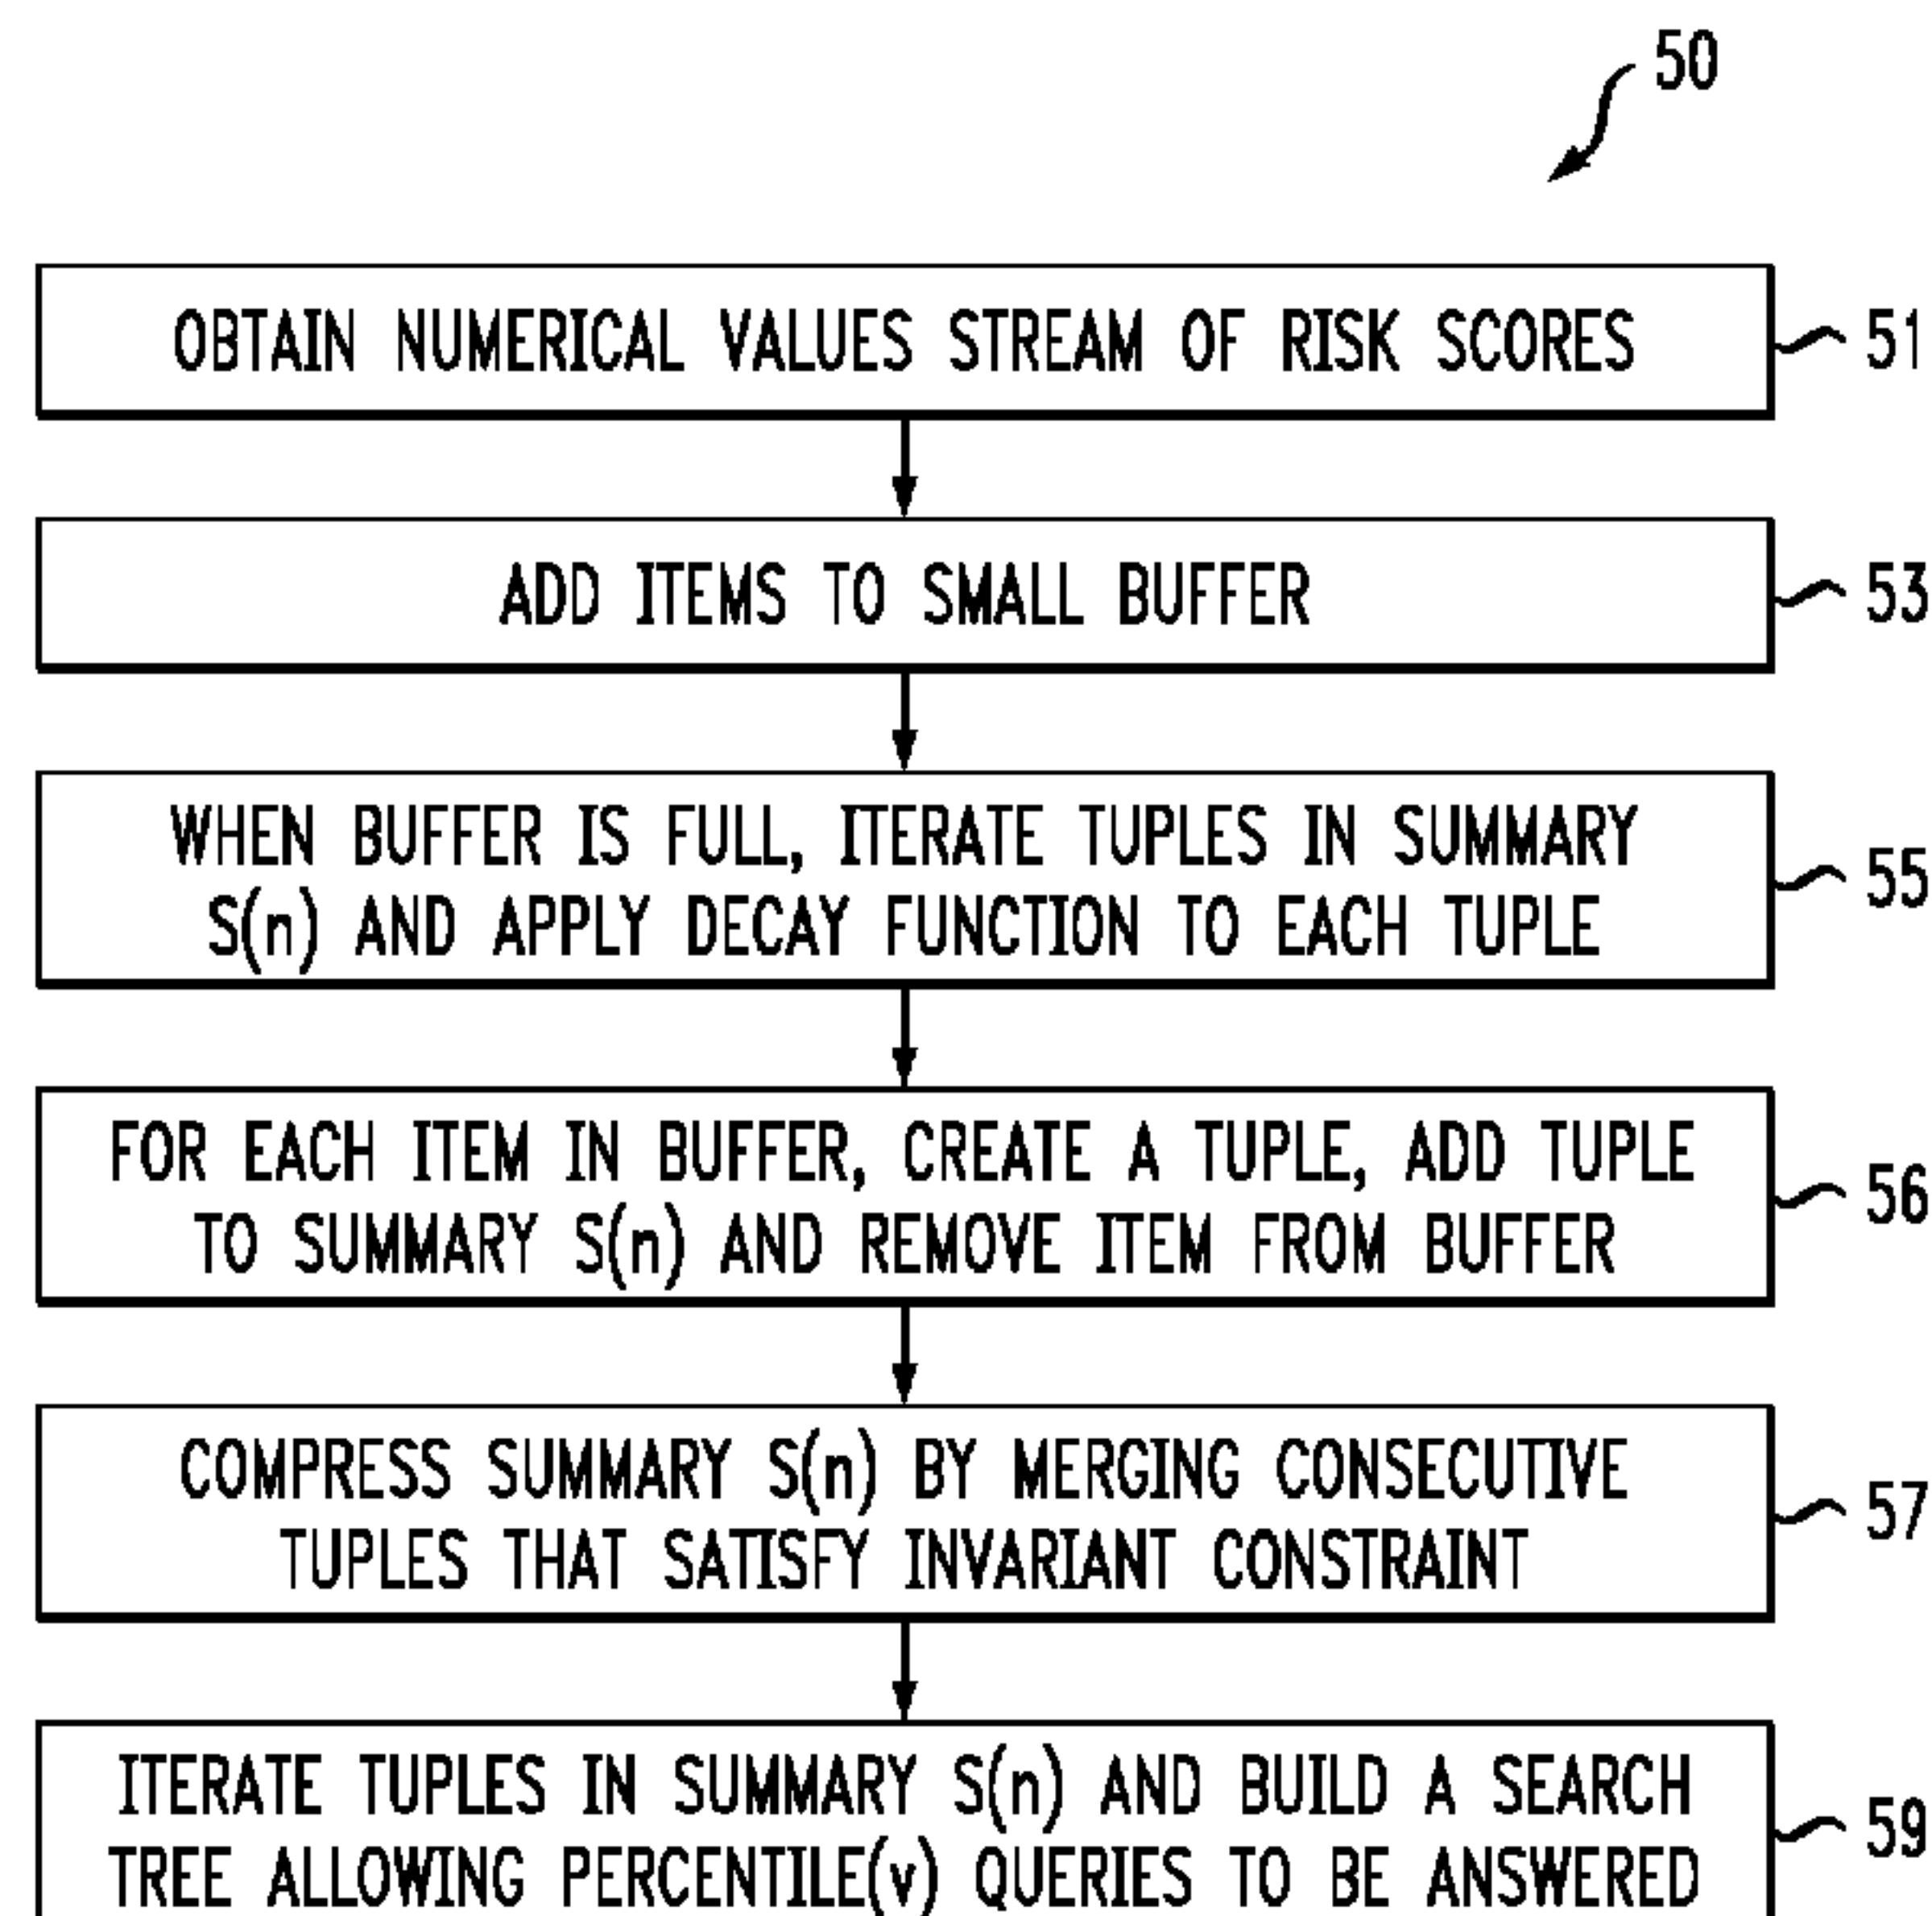 50
OBTAIN NUMERICAL VALUES STREAM OF RISK SCORES
51
ADD ITEMS TO SMALL BUFFER
53
WHEN BUFFER IS FULL, ITERATE TUPLES IN SUMMARY
S(n) AND APPLY DECAY FUNCTION TO EACH TUPLE
55
FOR EACH ITEM IN BUFFER, CREATE A TUPLE, ADD TUPLE
TO SUMMARY S(n) AND REMOVE ITEM FROM BUFFER
56
COMPRESS SUMMARY S(n) BY MERGING CONSECUTIVE
TUPLES THAT SATISFY INVARIANT CONSTRAINT
57
ITERATE TUPLES IN SUMMARY S(n) AND BUILD A SEARCH
TREE ALLOWING PERCENTILE(v) QUERIES TO BE ANSWERED
59